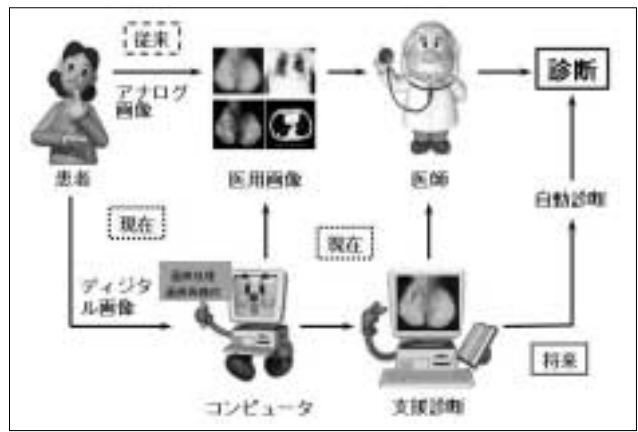 従来
アナログ
画像
患者
医用画像
医師
診断
現在
現在
自動診断
ディジタ
ル画像
コンピュータ
支援診断
将来